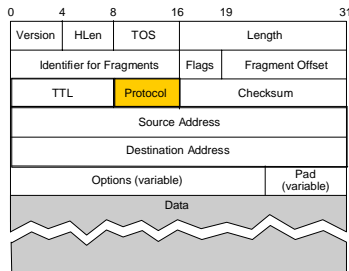 0 4 8 16 19 31
Version HLen TOS Length
Identifier for Fragments Flags Fragment Offset
TTL Protocol Checksum
Source Address
Destination Address
Options (variable) Pad
(variable)
Data